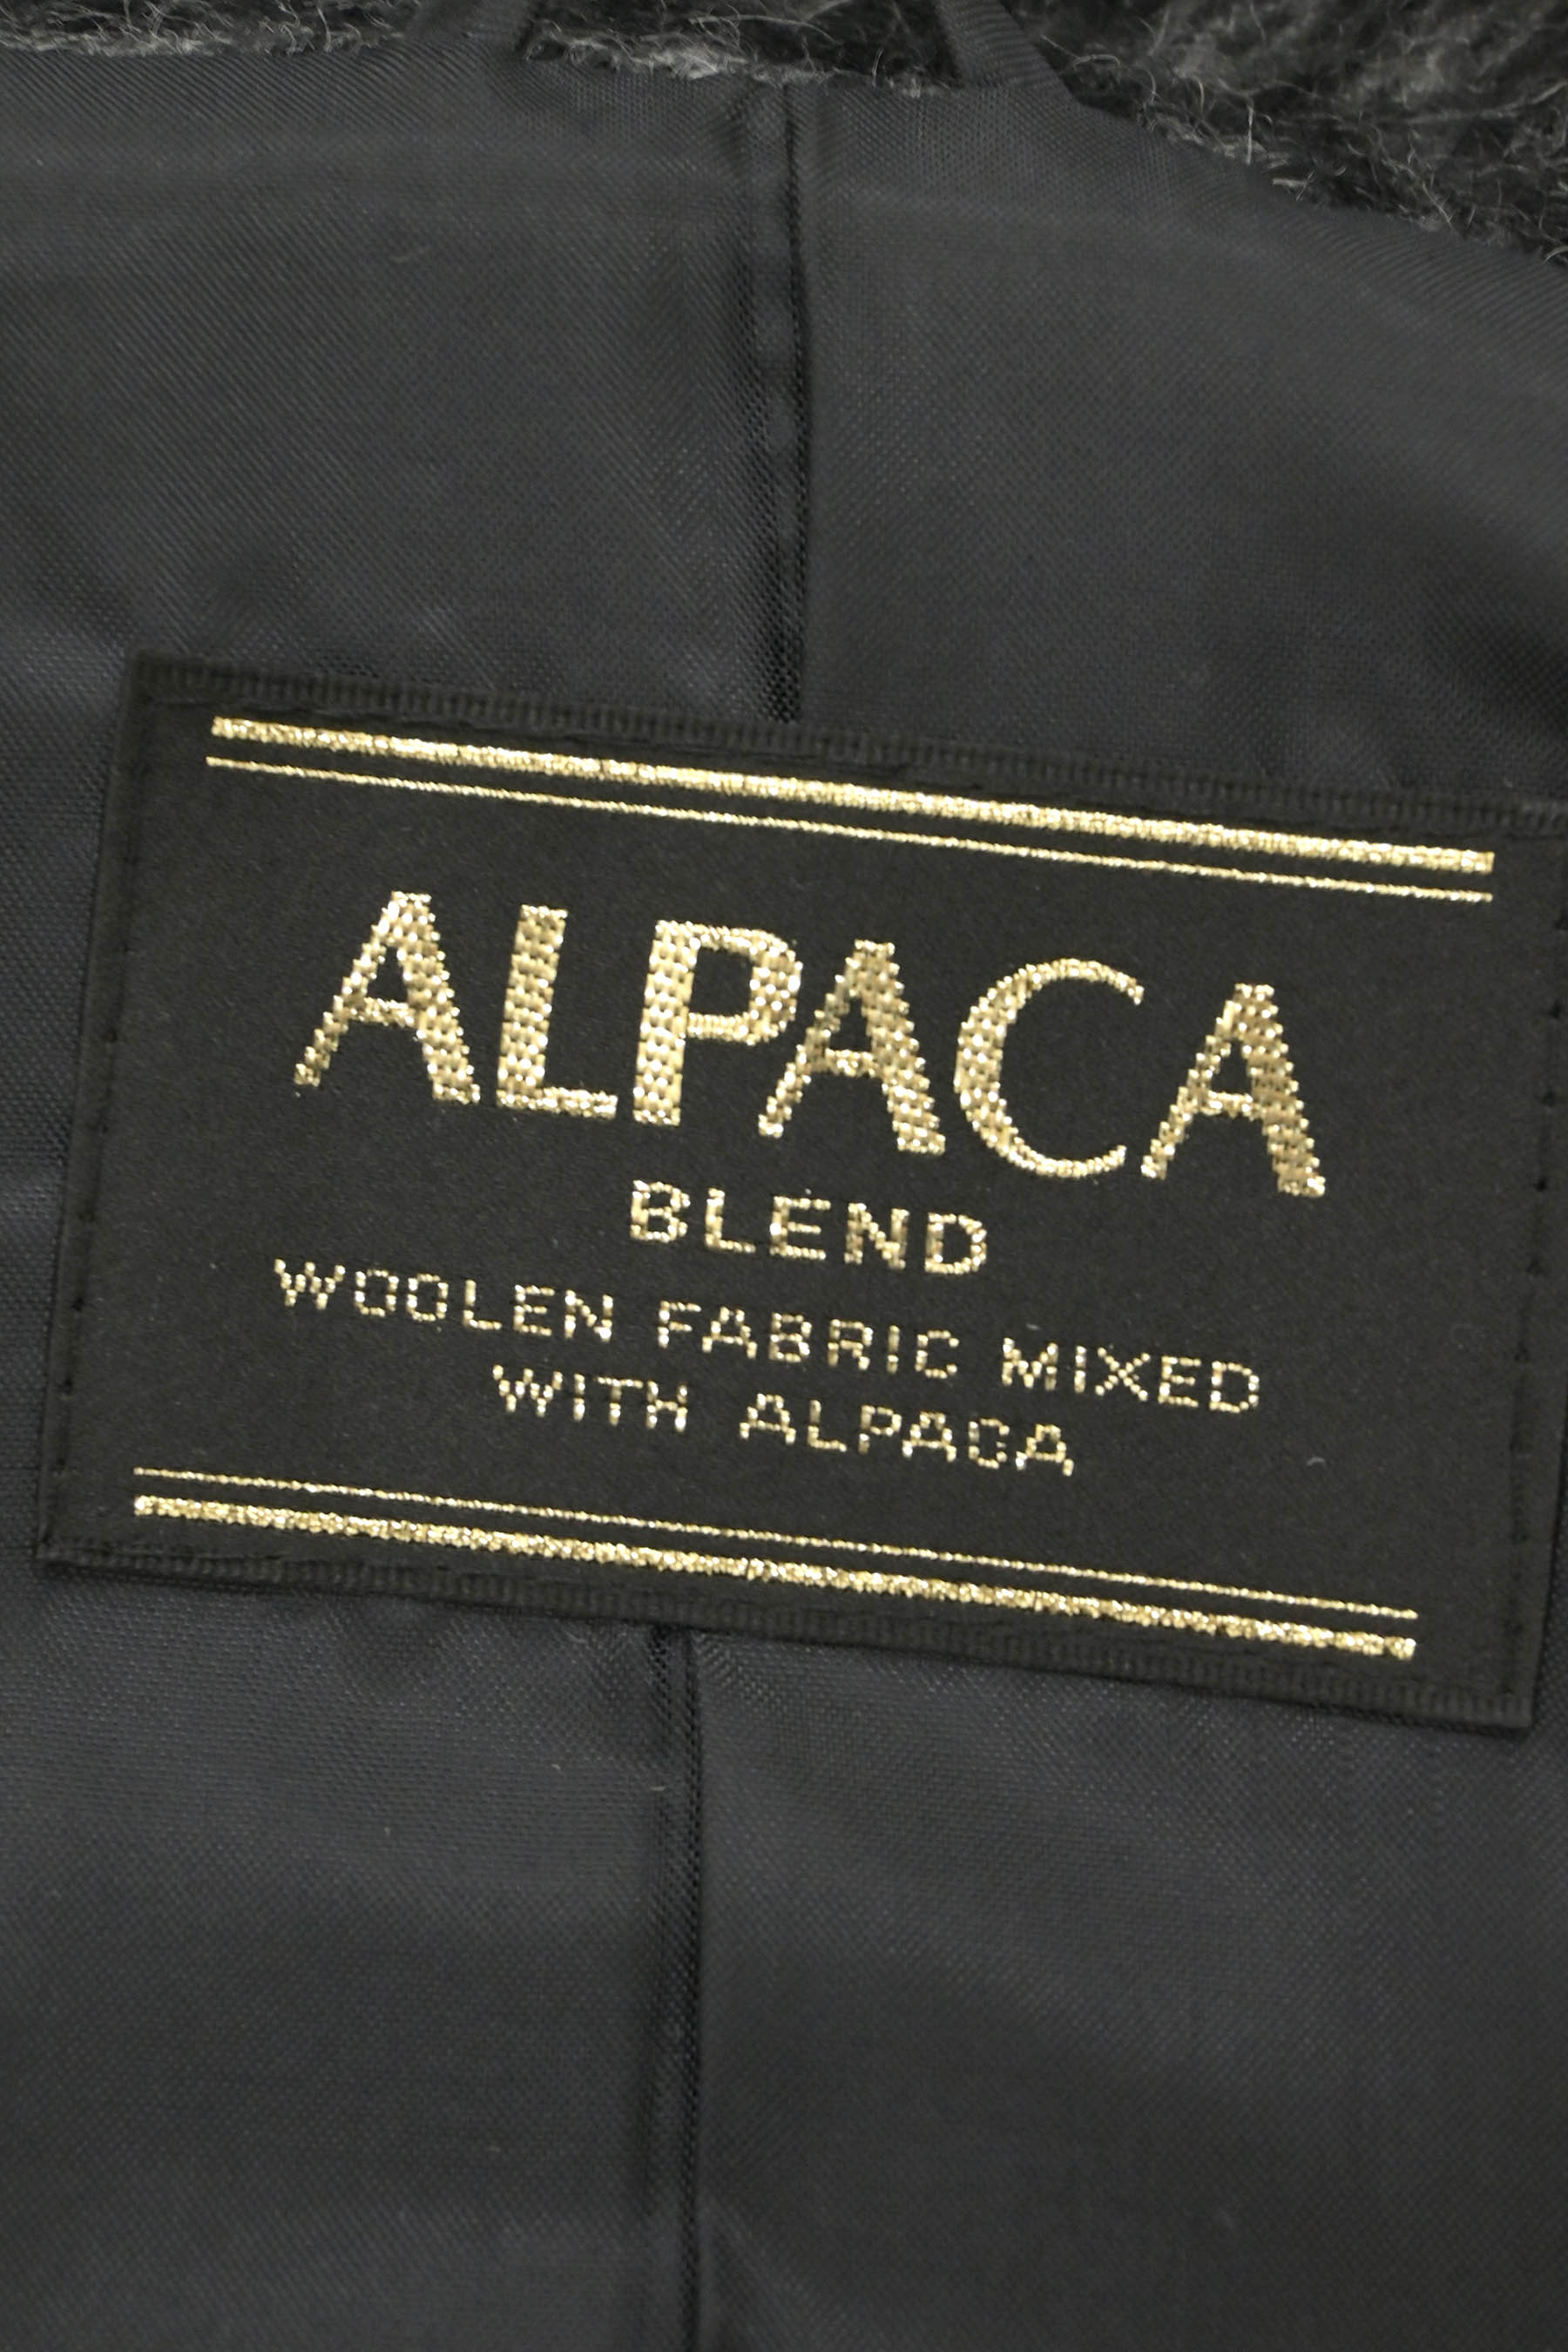 ALPACA
BLEND
WOOLEN FABRIC MIXED
WITH ALPACA